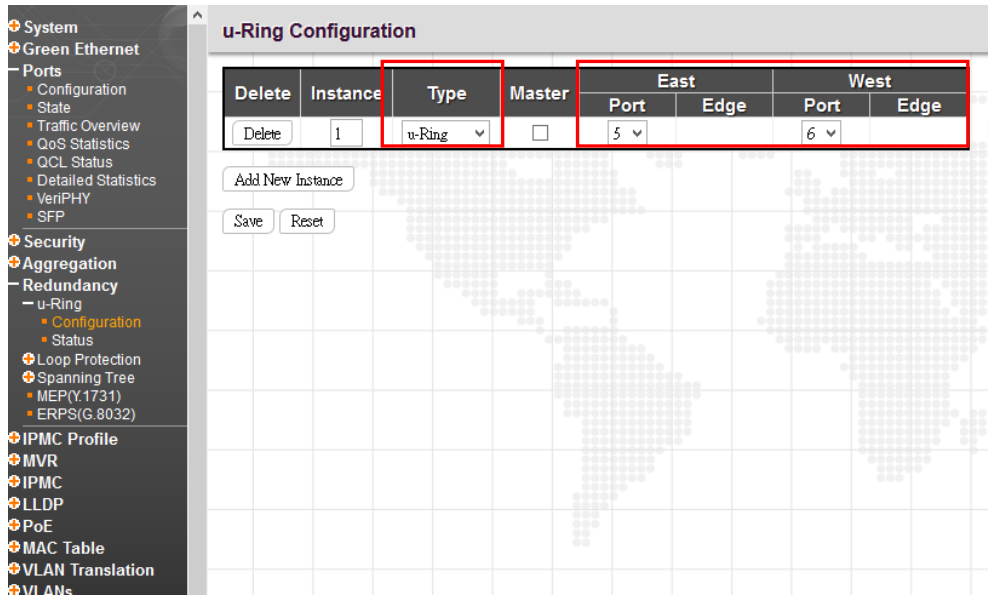 System
Green Ethernet
Ports
Configuration
State
Traffic Overview
QoS Statistics
QCL Status
Detailed Statistics
VeriPHY
SFP
Security
Aggregation
Redundancy
u-Ring
Configuration
Status
Loop Protection
Spanning Tree
MEP(Y.1731)
ERPS(G.8032)
IPMC Profile
MVR
IPMC
LLDP
PoE
MAC Table
VLAN Translation
VLANs
u-Ring Configuration
Delete Instance Type Master East West
Port Edge Port Edge
Delete 1 u-Ring 5 6
Add New Instance
Save Reset